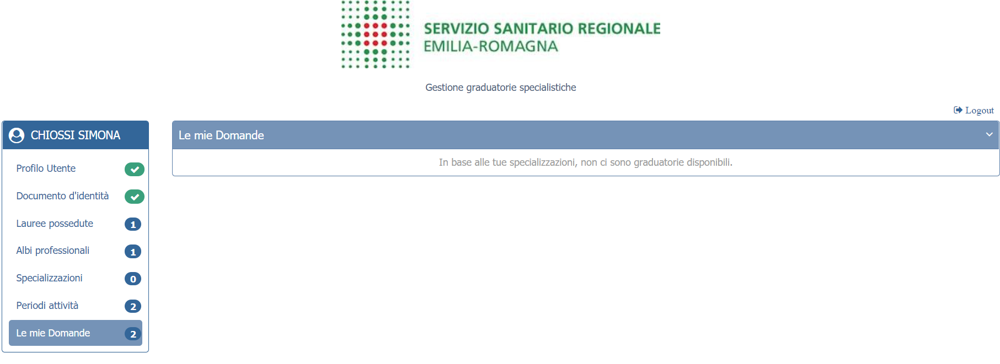 SERVIZIO SANITARIO REGIONALE
EMILIA-ROMAGNA
Gestione graduatorie specialistiche
Logout
CHIOSSI SIMONA
Profilo Utente
Documento d'identità
Lauree possedute 1
Albi professionali 1
Specializzazioni 0
Periodi attività 2
Le mie Domande 2
Le mie Domande
In base alle tue specializzazioni, non ci sono graduatorie disponibili.